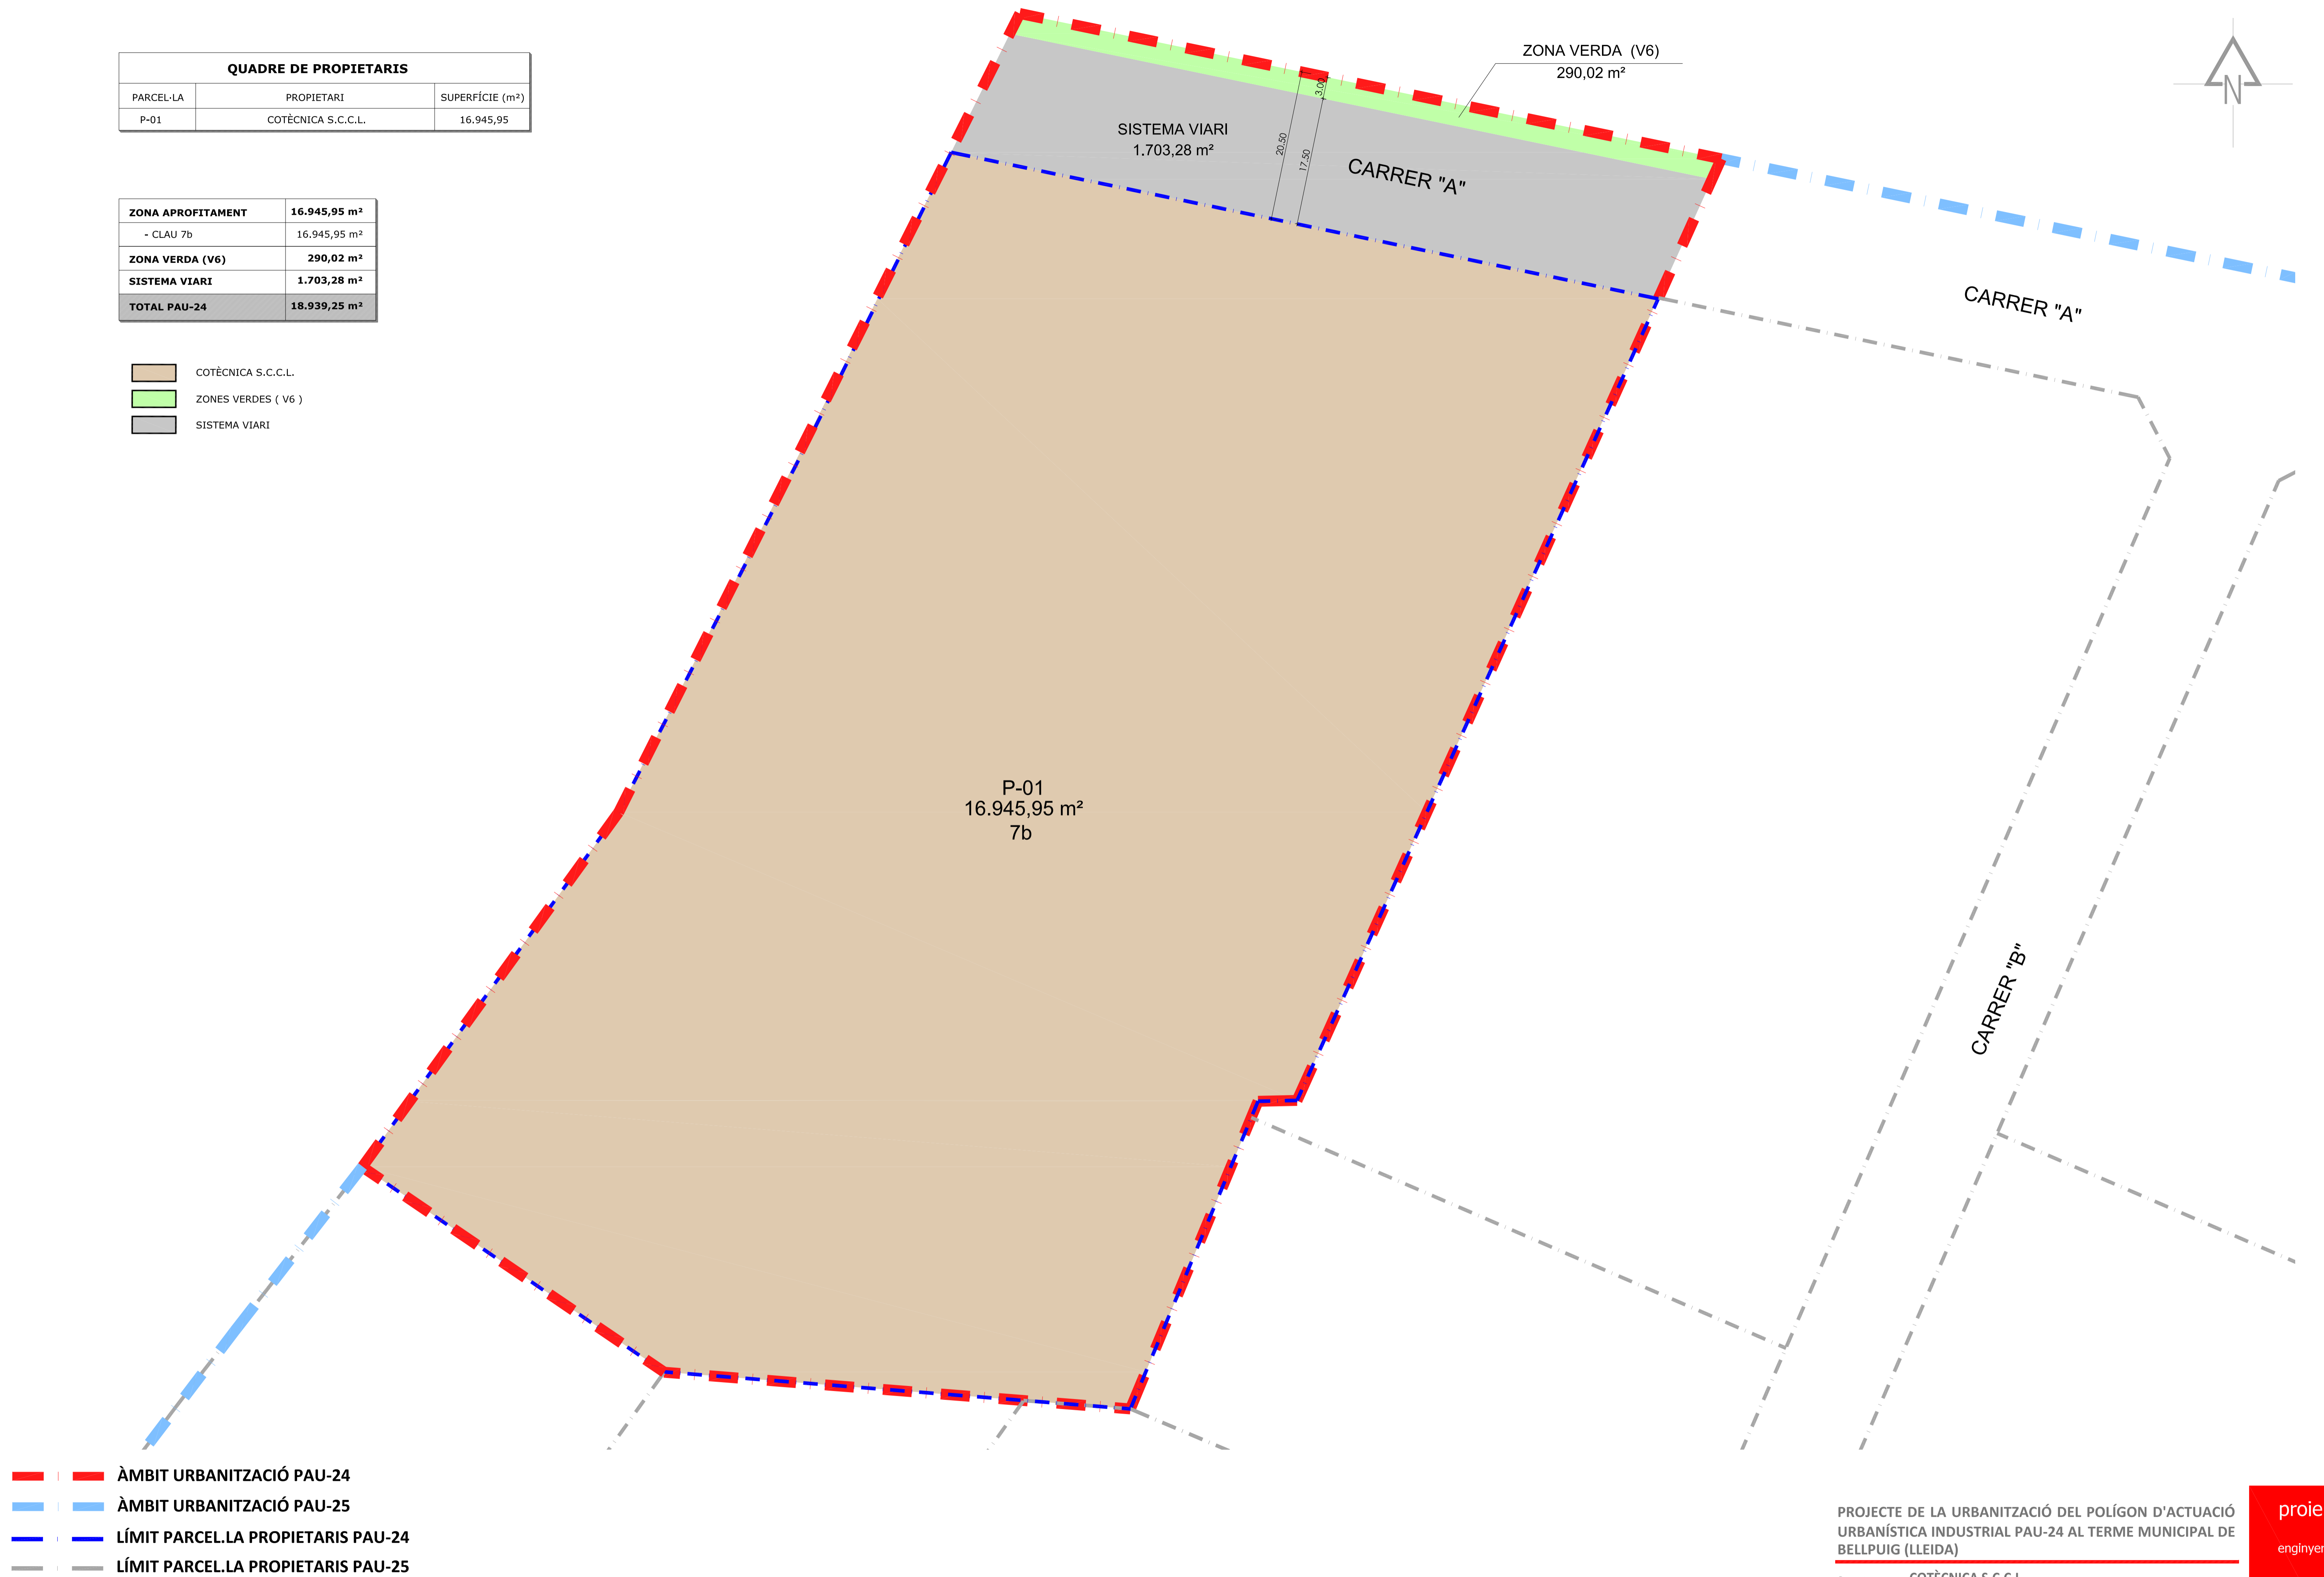 QUADRE DE PROPIETARIS
PARCEL·LA PROPIETARI SUPERFÍCIE (m²)
P-01 COTÈCNICA S.C.C.L. 16.945,95
ZONA APROFITAMENT 16.945,95 m²
- CLAU 7b 16.945,95 m²
ZONA VERDA (V6) 290,02 m²
SISTEMA VIARI 1.703,28 m²
TOTAL PAU-24 18.939,25 m²
COTÈCNICA S.C.C.L.
ZONES VERDES ( V6 )
SISTEMA VIARI
ZONA VERDA (V6)
290,02 m²
N
3.00
20.50
17.50
SISTEMA VIARI
1.703,28 m²
CARRER "A"
CARRER "A"
P-01
16.945,95 m²
7b
CARRER "B"
ÀMBIT URBANITZACIÓ PAU-24
ÀMBIT URBANITZACIÓ PAU-25
LÍMIT PARCEL.LA PROPIETARIS PAU-24
LÍMIT PARCEL.LA PROPIETARIS PAU-25
PROJECTE DE LA URBANITZACIÓ DEL POLÍGON D'ACTUACIÓ
URBANÍSTICA INDUSTRIAL PAU-24 AL TERME MUNICIPAL DE
BELLPUIG (LLEIDA)
COTÈCNICA S.C.C.L.
proie
enginyer